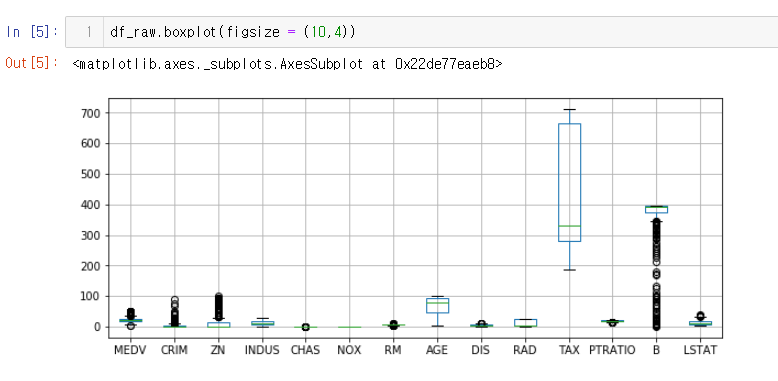 In [5]: 1 df_raw.boxplot(figsize = (10,4))
Out[5]: <matplotlib.axes._subplots.AxesSubplot at 0x22de77eaeb8>
700
600
500
400
300
200
100
0
MEDV CRIM ZN INDUS CHAS NOX RM AGE DIS RAD TAX PTRATIO B LSTAT